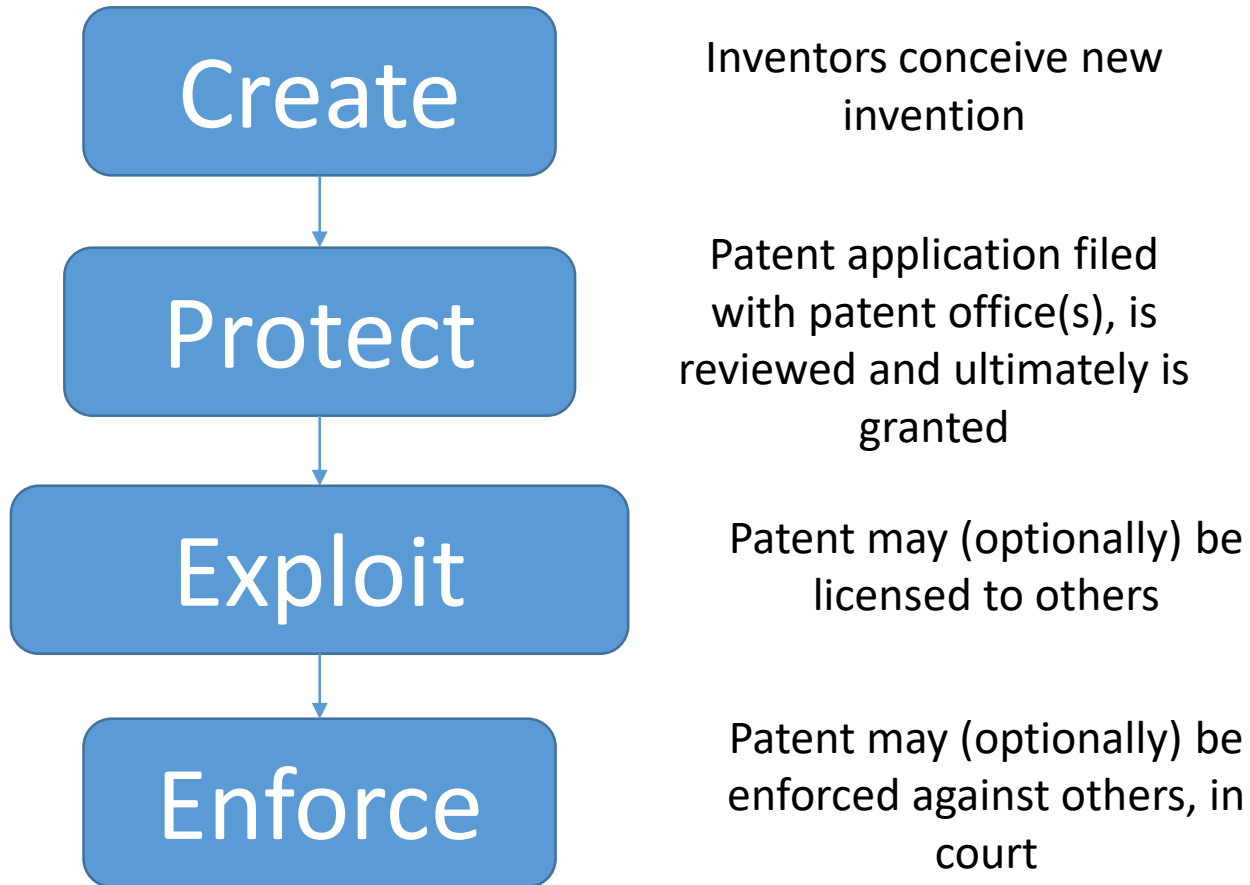 Create
Inventors conceive new
invention
Protect
Patent application filed
with patent office(s), is
reviewed and ultimately is
granted
Exploit
Patent may (optionally) be
licensed to others
Enforce
Patent may (optionally) be
enforced against others, in
court